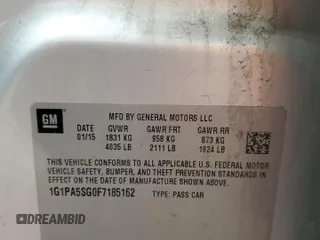 GM
MFD BY GENERAL MOTORS LLC
DATE GVWR GAWR FRT GAWR RR
01/15 1831 KG 958 KG 873 KG
4035 LB 2111 LB 1924 LB
THIS VEHICLE CONFORMS TO ALL APPLICABLE U.S. FEDERAL MOTOR
VEHICLE SAFETY, BUMPER, AND THEFT PREVENTION STANDARDS
IN EFFECT ON THE DATE OF MANUFACTURE SHOWN ABOVE.
1G1PA5SG0F7185162 TYPE: PASS CAR